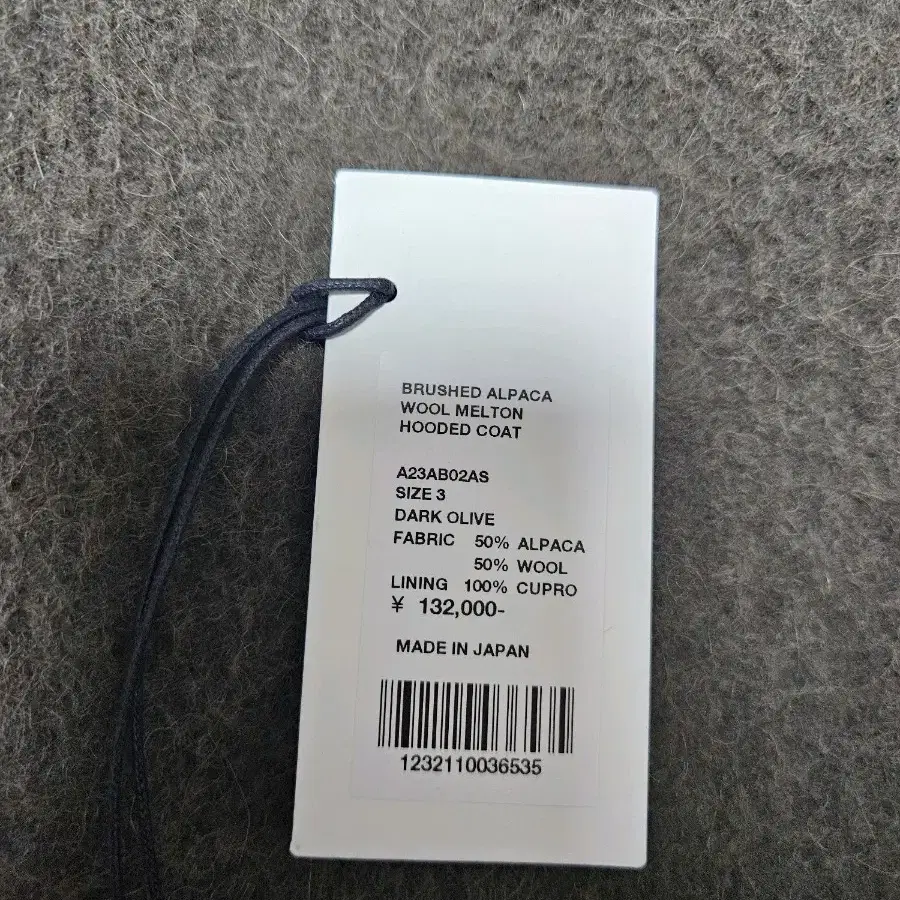 BRUSHED ALPACA
WOOL MELTON
HOODED COAT
A23AB02AS
SIZE 3
DARK OLIVE
FABRIC 50% ALPACA
50% WOOL
LINING 100% CUPRO
¥ 132,000-
MADE IN JAPAN
1232110036535